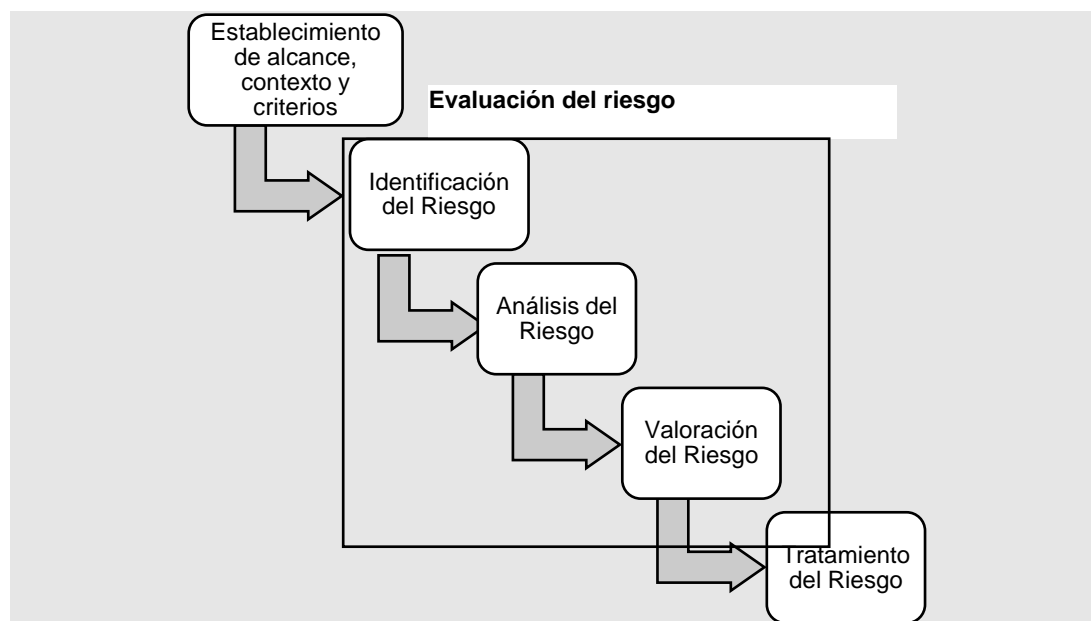 Establecimiento
de alcance,
contexto y
criterios
Evaluación del riesgo
Identificación
del Riesgo
Análisis del
Riesgo
Valoración
del Riesgo
Tratamiento
del Riesgo